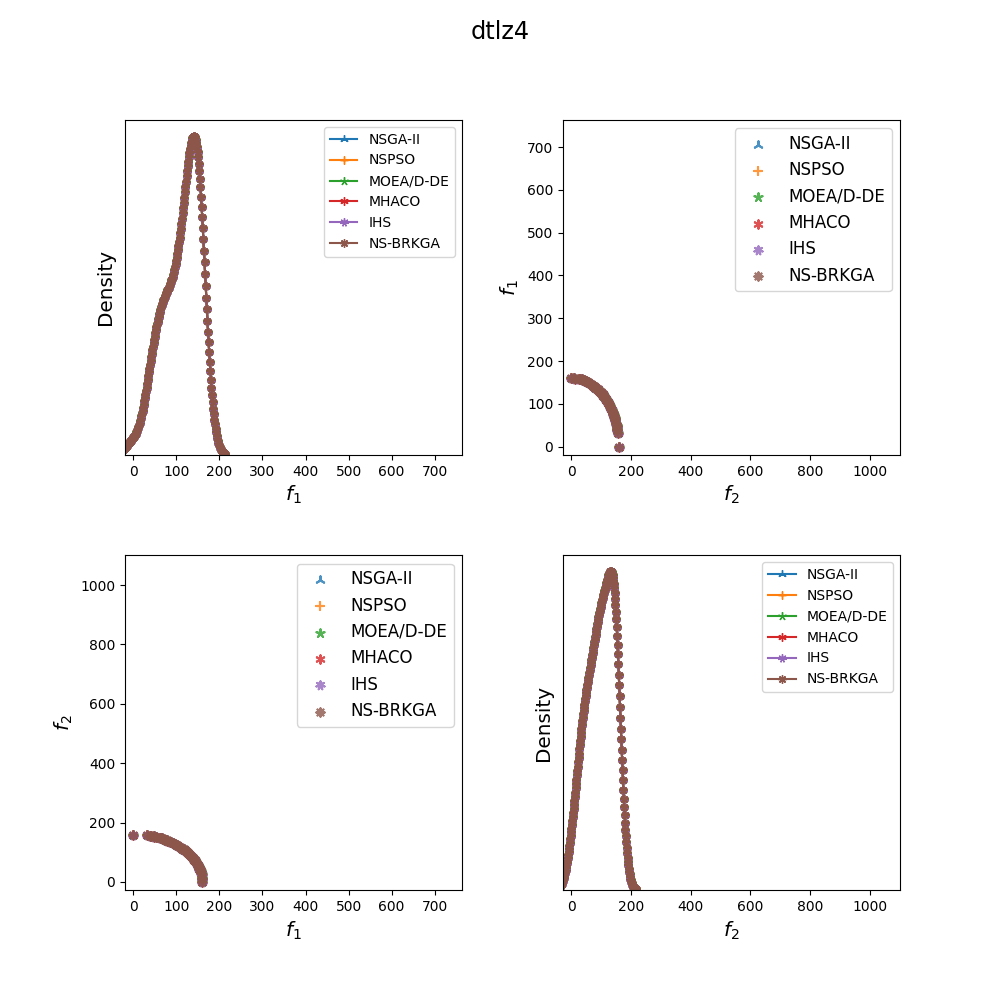 dtlz4
Density
NSGA-II
NSPSO
MOEA/D-DE
MHACO
IHS
NS-BRKGA
0 100 200 300 400 500 600 700
f1
f1
700
600
500
400
300
200
100
0
NSGA-II
NSPSO
MOEA/D-DE
MHACO
IHS
NS-BRKGA
0 200 400 600 800 1000
f2
f2
1000
800
600
400
200
0
NSGA-II
NSPSO
MOEA/D-DE
MHACO
IHS
NS-BRKGA
0 100 200 300 400 500 600 700
f1
Density
NSGA-II
NSPSO
MOEA/D-DE
MHACO
IHS
NS-BRKGA
0 200 400 600 800 1000
f2